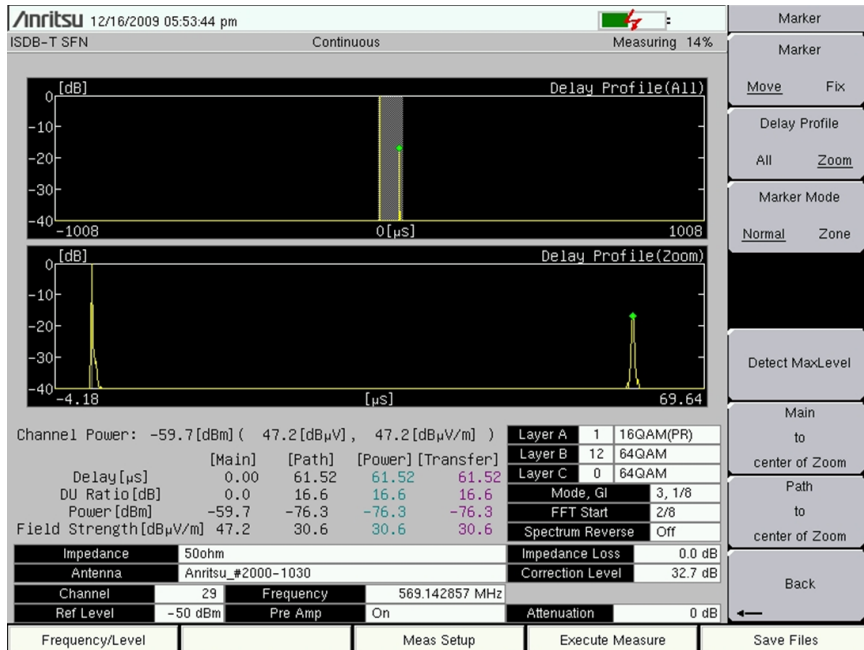 /Inritsu 12/16/2009 05:53:44 pm
Marker
ISDB-T SFN Continuous Measuring 14%
Marker
Move Fix
Delay Profile
All Zoom
Marker Mode
Normal Zone
Detect MaxLevel
Main
to
center of Zoom
Path
to
center of Zoom
Back
[dB] Delay Profile(All)
0
-10
-20
-30
-40
-1008 0[µS] 1008
[dB] Delay Profile(Zoom)
0
-10
-20
-30
-40
-4.18 [µS] 69.64
Channel Power: -59.7[dBm]( 47.2[dBµV], 47.2[dBµV/m] )
[Main] [Path] [Power] [Transfer]
Delay[µs] 0.00 61.52 61.52 61.52
DU Ratio[dB] 0.0 16.6 16.6 16.6
Power[dBm] -59.7 -76.3 -76.3 -76.3
Field Strength[dBµV/m] 47.2 30.6 30.6 30.6
Layer A 1 16QAM(PR)
Layer B 12 64QAM
Layer C 0 64QAM
Mode, GI 3, 1/8
FFT Start 2/8
Spectrum Reverse Off
Impedance 50ohm Impedance Loss 0.0 dB
Antenna Anritsu_#2000-1030 Correction Level 32.7 dB
Channel 29 Frequency 569.142857 MHz
Ref Level -50 dBm Pre Amp On Attenuation 0 dB
Frequency/Level Meas Setup Execute Measure Save Files